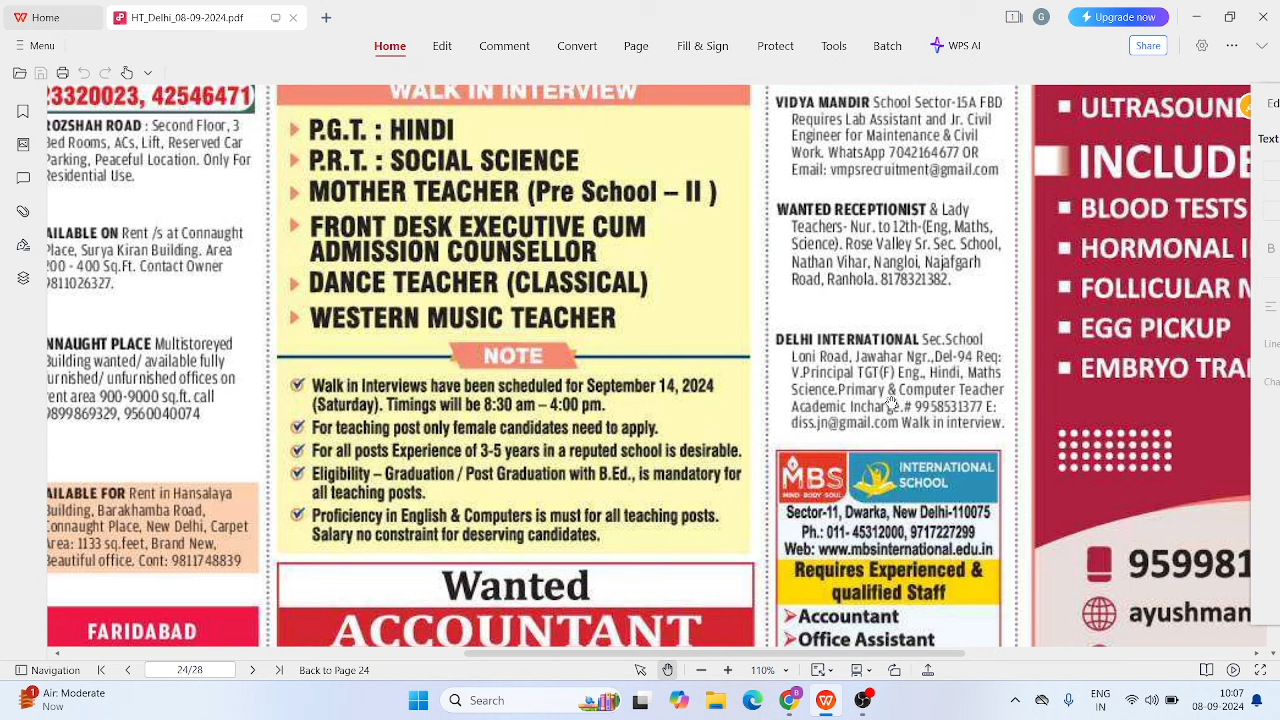 Home
HT_Delhi_08-09-2024.pdf
G
Upgrade now
Menu
Home
Edit
Comment
Convert
Page
Fill & Sign
Protect
Tools
Batch
WPS AI
Share
23320023, 42546471
ROZSHAH ROAD : Second Floor, 3
Bed Rooms, ACs, Lift, Reserved Car
Parking, Peaceful Location. Only For
Residential Use.
AILABLE ON Rent /s at Connaught
Place, Surya Kiran Building. Area
200 - 400 Sq.Ft. Contact Owner
9811026327.
NNAUGHT PLACE Multistoreyed
Building wanted/ available fully
furnished/ unfurnished offices on
rent area 900-9000 sq.ft. call
9899869329, 9560040074
AILABLE FOR Rent in Hansalaya
Building, Barakhamba Road,
Connaught Place, New Delhi, Carpet
Area: 1133 sq.feet, Brand New,
Beautiful office. Cont: 9811748839
FARIDABAD
WALK IN INTERVIEW
P.G.T. : HINDI
P.R.T. : SOCIAL SCIENCE
MOTHER TEACHER (Pre School – II )
FRONT DESK EXECUTIVE CUM
ADMISSION COUNSELLOR
DANCE TEACHER (CLASSICAL)
WESTERN MUSIC TEACHER
NOTE
Walk in Interviews have been scheduled for September 14, 2024
(Saturday). Timings will be 8:30 am – 4:00 pm.
For teaching post only female candidates need to apply.
For all posts Experience of 3-5 years in a reputed school is desirable.
Eligibility – Graduation / Post Graduation with B.Ed., is mandatory for
all teaching posts.
Proficiency in English & Computers is must for all teaching posts.
Salary no constraint for deserving candidates.
Wanted
ACCOUNTANT
VIDYA MANDIR School Sector-15A FBD
Requires Lab Assistant and Jr. Civil
Engineer for Maintenance & Civil
Work. WhatsApp 7042164677 OR
Email: vmpsrecruitment@gmail.com
WANTED RECEPTIONIST & Lady
Teachers- Nur. to 12th-(Eng, Maths,
Science). Rose Valley Sr. Sec. School,
Nathan Vihar, Nangloi, Najafgarh
Road, Ranhola. 8178321382.
DELHI INTERNATIONAL Sec.School
Loni Road, Jawahar Ngr.,Del-94 Req:
V.Principal TGT(F) Eng., Hindi, Maths
Science.Primary & Computer Teacher
Academic Incharge.# 9958531377 E:
diss.jn@gmail.com Walk in interview.
MBS
MIND BODY SOUL
INTERNATIONAL
SCHOOL
Sector-11, Dwarka, New Delhi-110075
Ph.: 011- 45312000, 9717227299
Web: www.mbsinternational.edu.in
Requires Experienced &
qualified Staff
Accountant
Office Assistant
ULTRASOUN
INCLUDE
BLOOD TESTS
HORMONAL I
FOLLICULAR M
EGG PICKUP
EMBRYO TRA
959981
ayushman
Text
Line
Cha
Navigation
24/28
Back to Page 24
110%
Air: Moderate
Now
1
Search
8
ENG
IN
10:07
08-09-2024